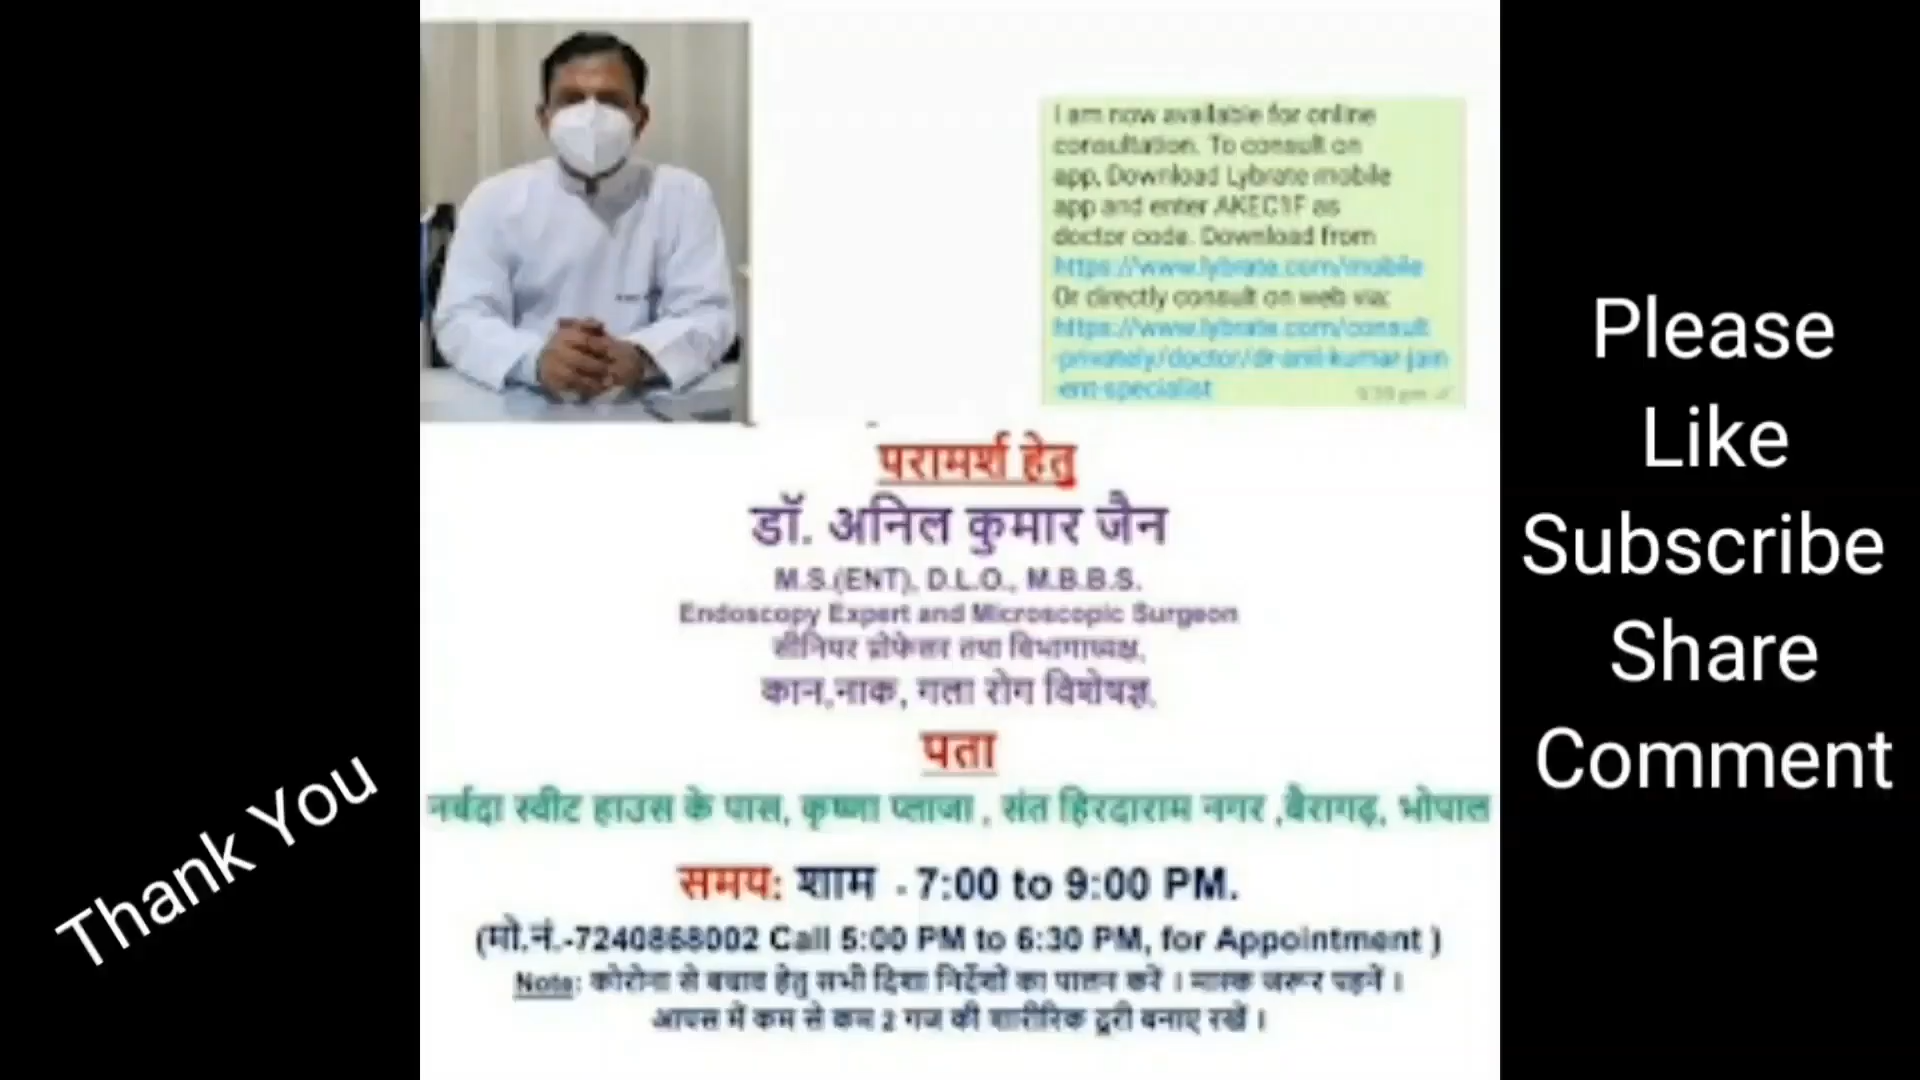 I am now available for online
consultation. To consult on
app, Download Lybrate mobile
app and enter AKEC1F as
doctor code. Download from
https://www.lybrate.com/mobile
Or directly consult on web via:
https://www.lybrate.com/consult
-privately/doctor/dr-anil-kumar-jain
-ent-specialist
परामर्श हेतु
डॉ. अनिल कुमार जैन
M.S.(ENT), D.L.O., M.B.B.S.
Endoscopy Expert and Microscopic Surgeon
सीनियर प्रोफेसर तथा विभागाध्यक्ष,
कान,नाक, गला रोग विशेषज्ञ,
पता
नर्बदा स्वीट हाउस के पास, कृष्णा प्लाजा , संत हिरदाराम नगर ,बैरागढ़, भोपाल
समय: शाम - 7:00 to 9:00 PM.
(मो.नं.-7240868002 Call 5:00 PM to 6:30 PM, for Appointment )
Note: कोरोना से बचाव हेतु सभी दिशा निर्देशों का पालन करें । मास्क जरूर पहनें ।
आपस में कम से कम 2 गज की शारीरिक दूरी बनाए रखें ।
Thank You
Please
Like
Subscribe
Share
Comment